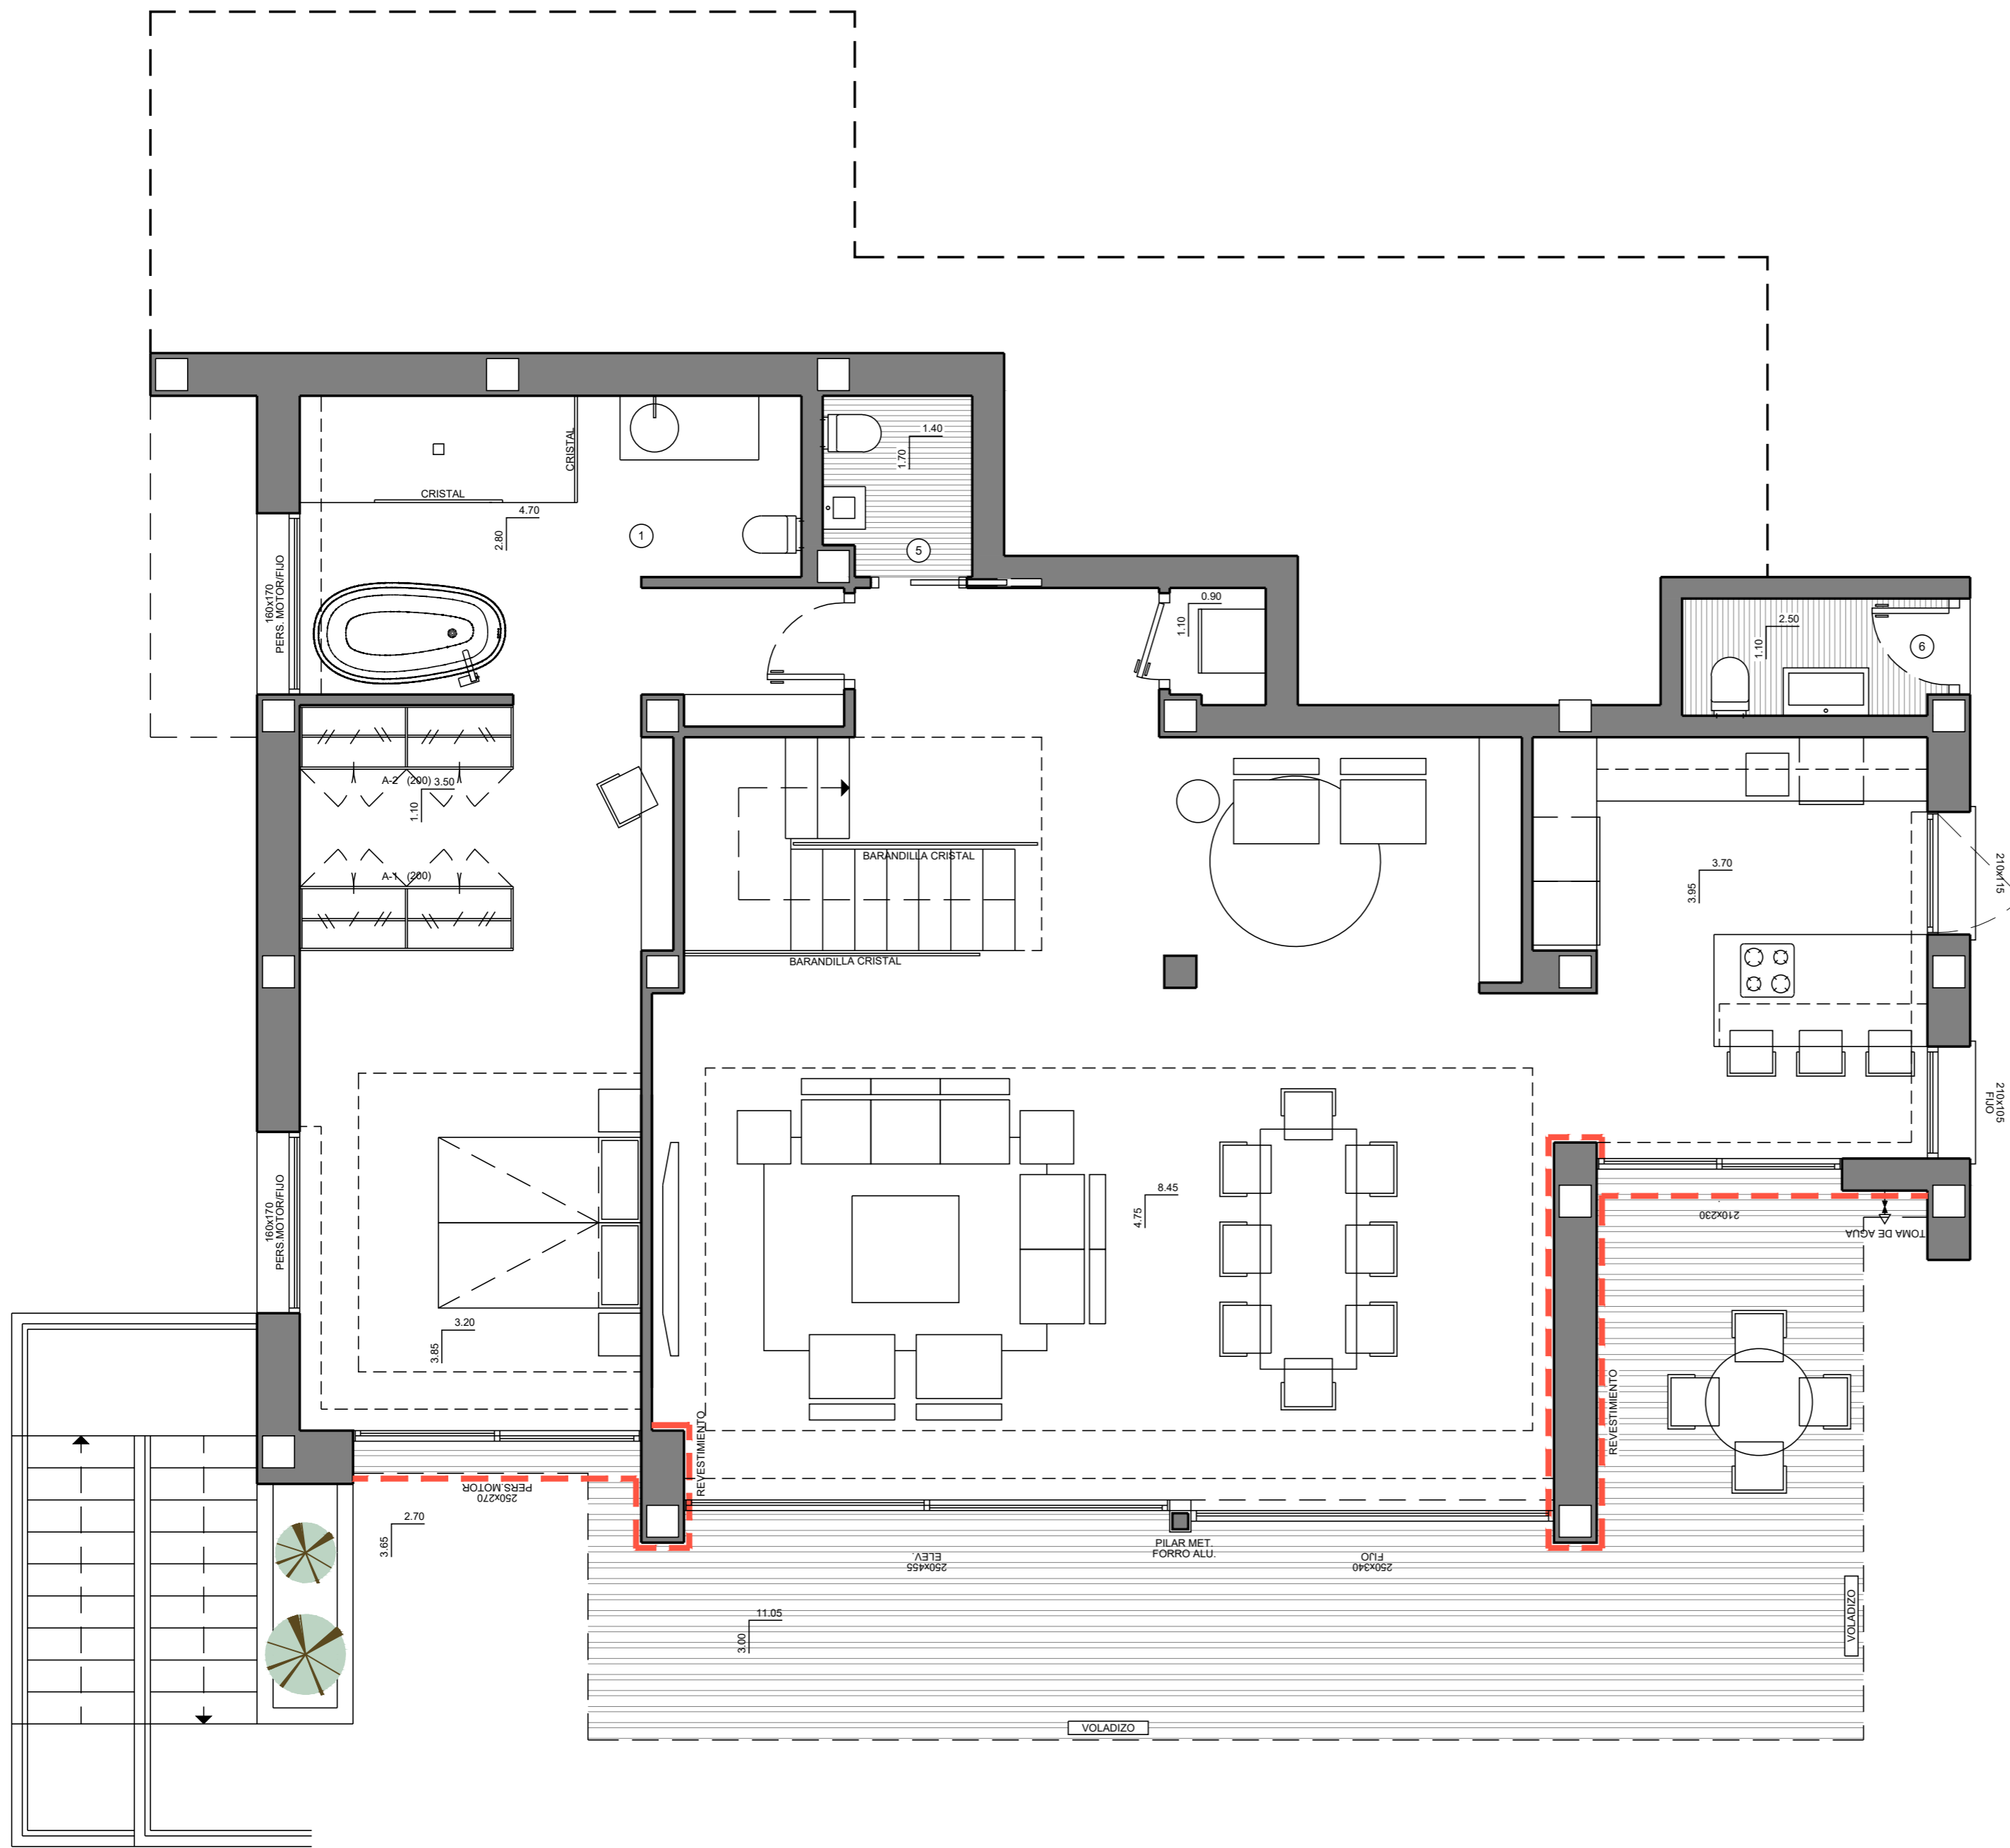 1.40
1.70
CRISTAL
CRISTAL
4.70
2.80
1
5
160x170
PERS. MOTOR/FIJO
0.90
1.10
2.50
1.10
6
A-2 (200)
3.50
1.10
A-1 (200)
BARANDILLA CRISTAL
BARANDILLA CRISTAL
3.70
3.95
210x115
210x105
FIJO
160x170
PERS.MOTOR/FIJO
8.45
4.75
210x230
TOMA DE AGUA
3.20
3.85
REVESTIMIENTO
REVESTIMIENTO
250x270
PERS.MOTOR
2.70
3.65
PILAR MET.
FORRO ALU.
250x455
ELEV.
250x340
FIJO
11.05
3.00
VOLADIZO
VOLADIZO